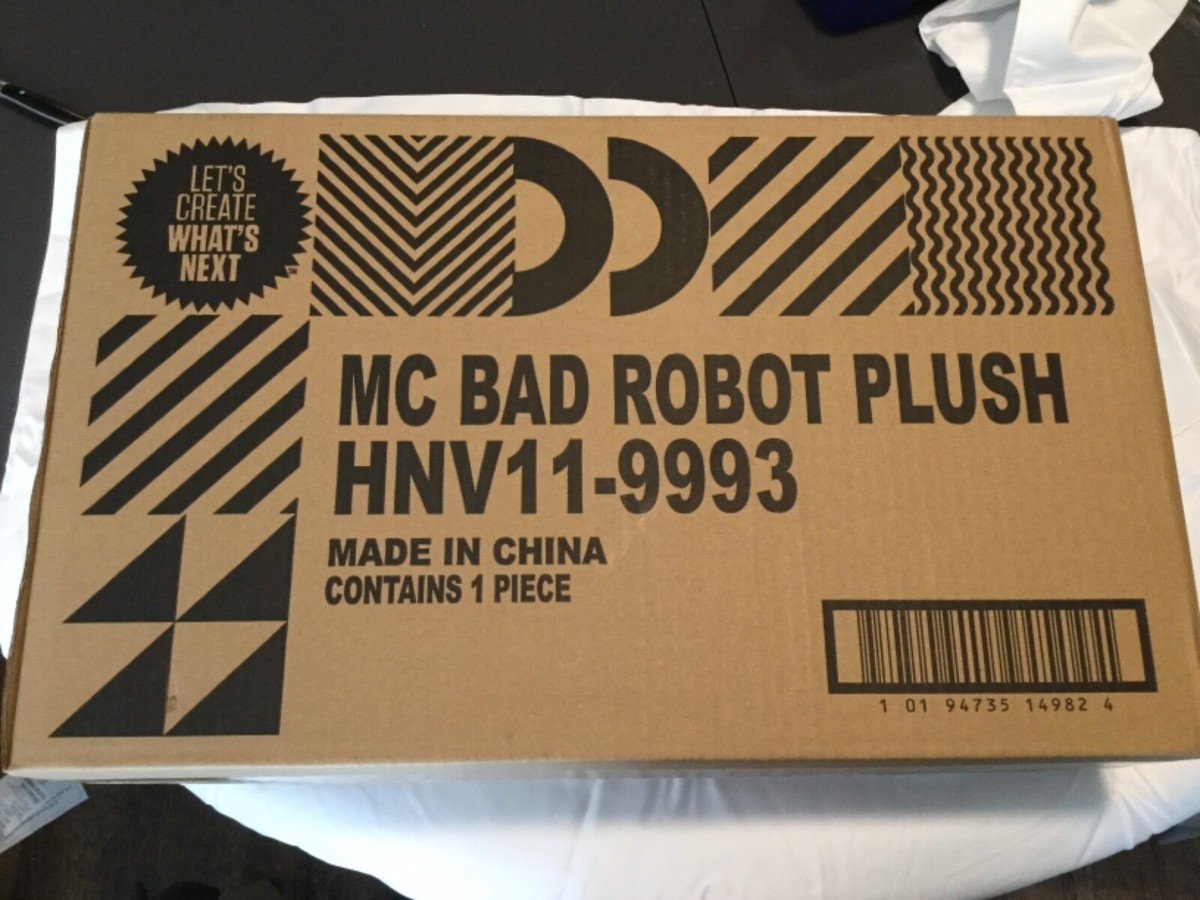 LET'S
CREATE
WHAT'S
NEXT
MC BAD ROBOT PLUSH
HNV11-9993
MADE IN CHINA
CONTAINS 1 PIECE
1 01 94735 14982 4